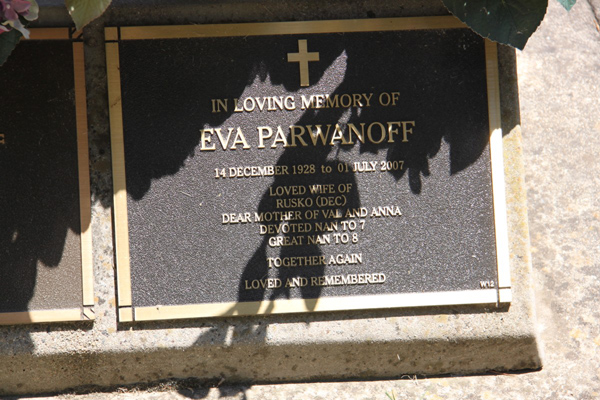 IN LOVING MEMORY OF
EVA PARWANOFF
14 DECEMBER 1928 to 01 JULY 2007
LOVED WIFE OF
RUSKO (DEC)
DEAR MOTHER OF VAL AND ANNA
DEVOTED NAN TO 7
GREAT NAN TO 8
TOGETHER AGAIN
LOVED AND REMEMBERED
W12